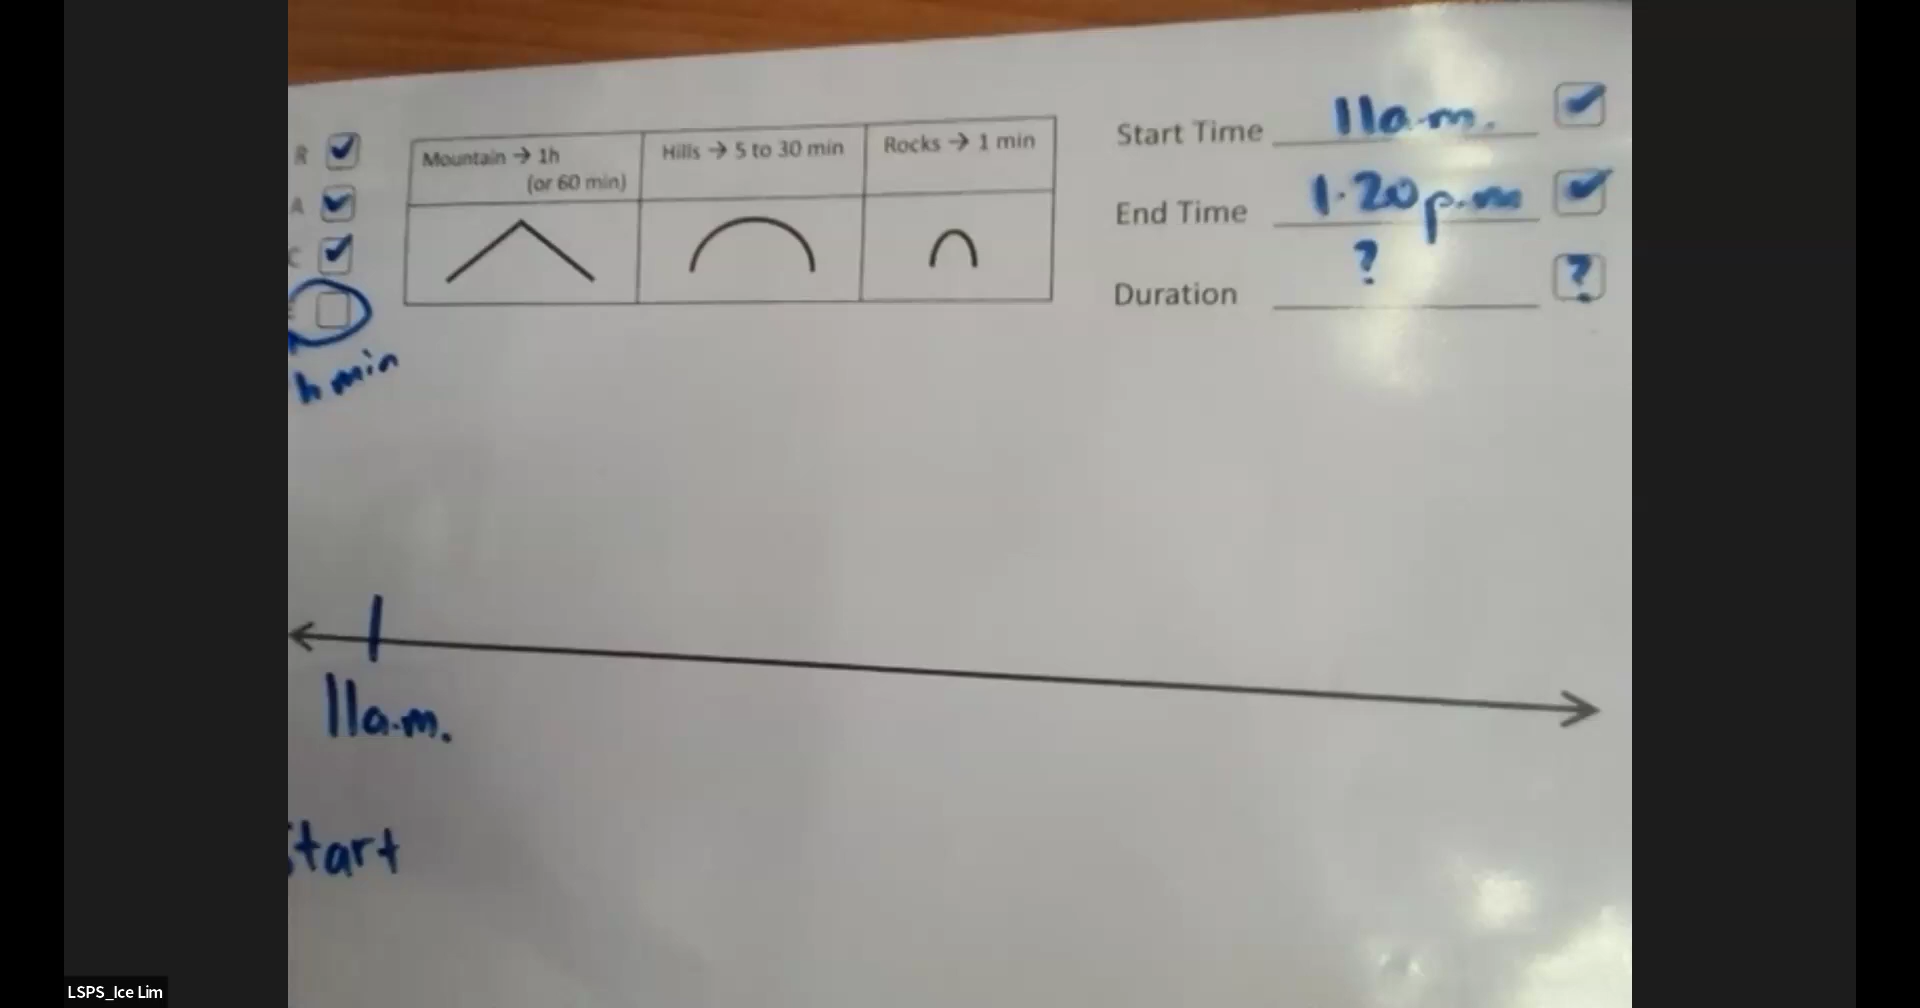 R
A
C
h min
Mountain → 1h
(or 60 min)
Hills → 5 to 30 min
Rocks → 1 min
Start Time 11a.m.
End Time 1.20p.m
Duration ?
?
11a.m.
Start
LSPS_Ice Lim